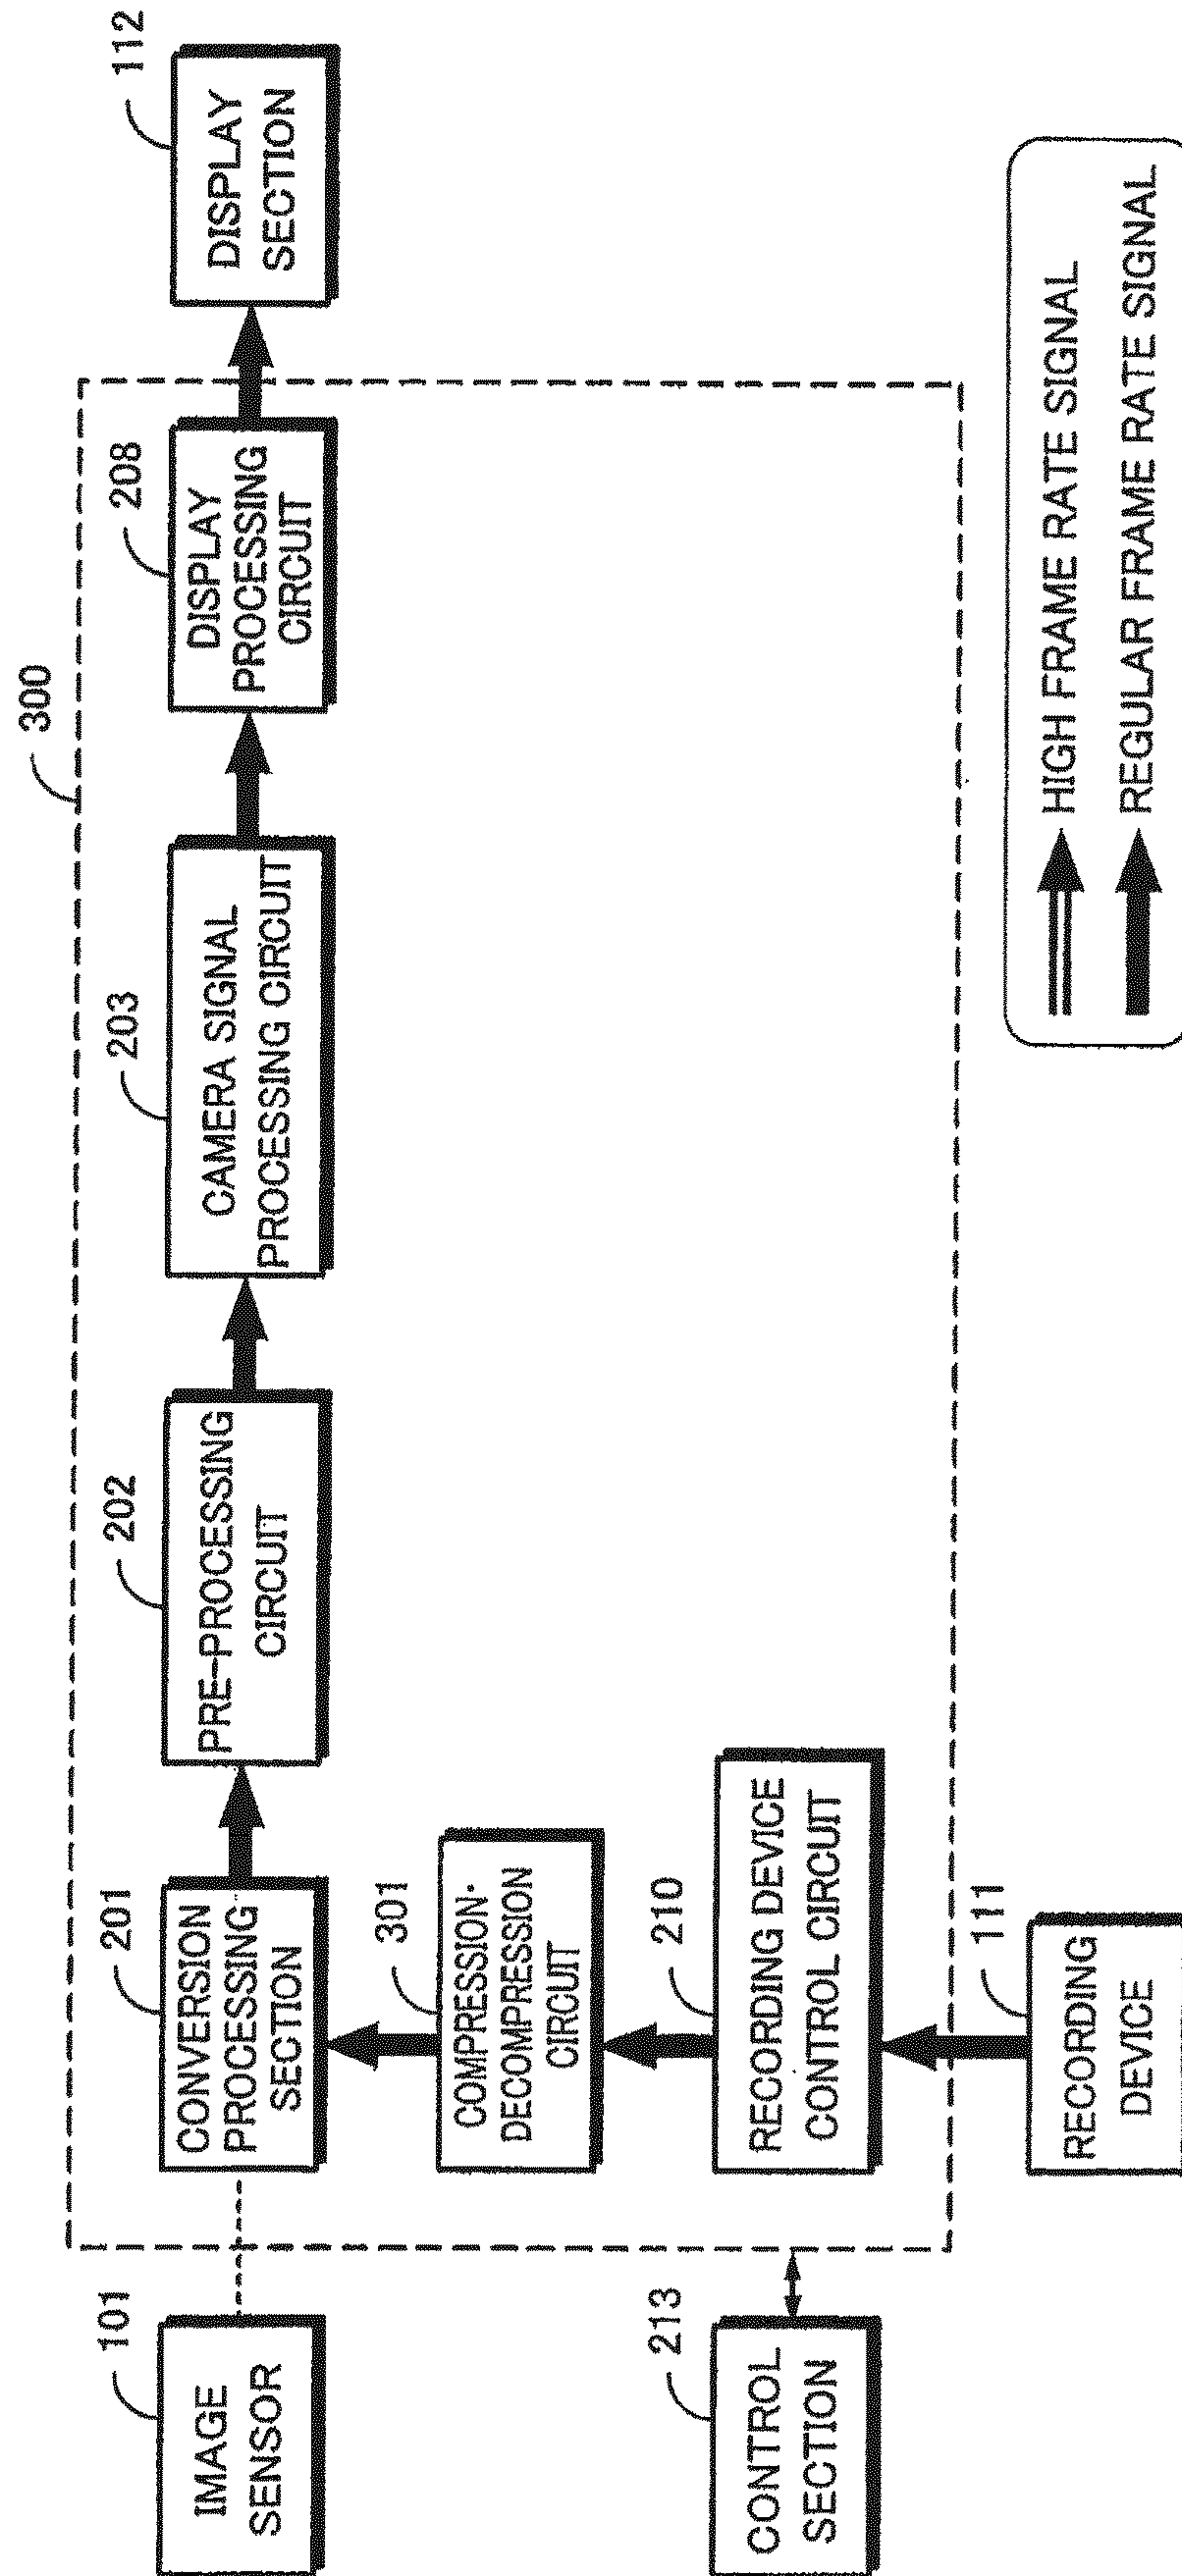 300
101
IMAGE
SENSOR
201
CONVERSION
PROCESSING
SECTION
202
PRE-PROCESSING
CIRCUIT
203
CAMERA SIGNAL
PROCESSING CIRCUIT
208
DISPLAY
PROCESSING
CIRCUIT
112
DISPLAY
SECTION
301
COMPRESSION·
DECOMPRESSION
CIRCUIT
213
CONTROL
SECTION
210
RECORDING DEVICE
CONTROL CIRCUIT
111
RECORDING
DEVICE
HIGH FRAME RATE SIGNAL
REGULAR FRAME RATE SIGNAL